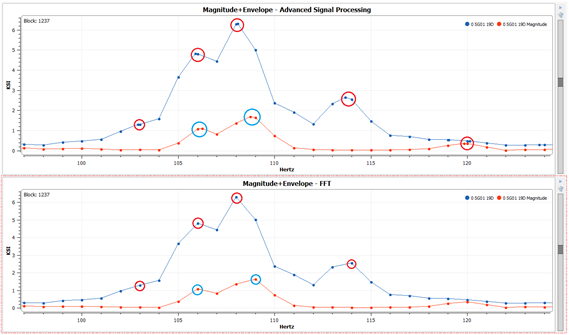 Magnitude+Envelope - Advanced Signal Processing
Block: 1237
0 SG01 19D 0 SG01 19D Magnitude
KSI
6
5
4
3
2
1
0
100 105 110 115 120
Hertz
Magnitude+Envelope - FFT
Block: 1237
0 SG01 19D 0 SG01 19D Magnitude
KSI
6
5
4
3
2
1
0
100 105 110 115 120
Hertz